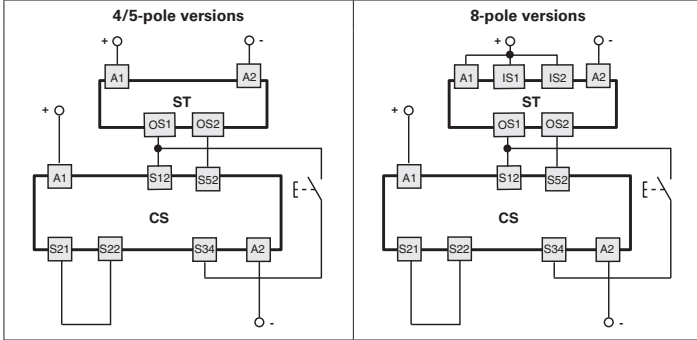 4/5-pole versions
+ -
A1 A2
ST
OS1 OS2
+
A1 S12 S52
CS
S21 S22 S34 A2
-
8-pole versions
+ -
A1 IS1 IS2 A2
ST
OS1 OS2
+
A1 S12 S52
CS
S21 S22 S34 A2
-